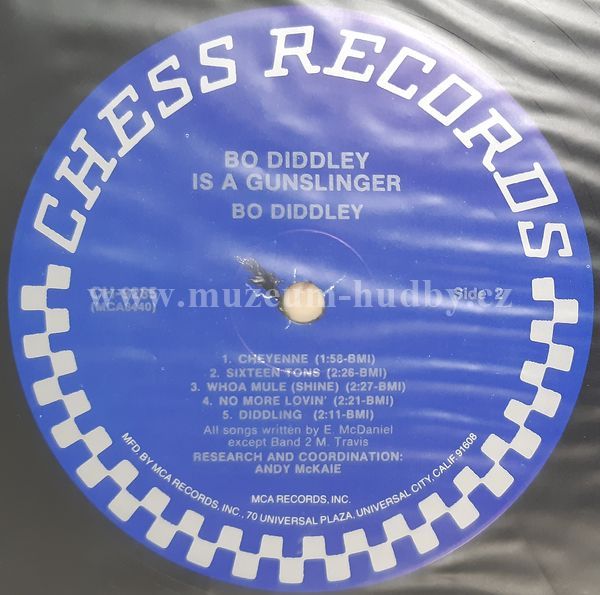 CHESS RECORDS
BO DIDDLEY
IS A GUNSLINGER
BO DIDDLEY
www.muzeum-hudby.cz
Side 2
1. CHEYENNE (1:58-BMI)
2. SIXTEEN TONS (2:26-BMI)
3. WHOA MULE (SHINE) (2:27-BMI)
4. NO MORE LOVIN' (2:21-BMI)
5. DIDDLING (2:11-BMI)
All songs written by E. McDaniel
except Band 2 M. Travis
RESEARCH AND COORDINATION:
ANDY McKAIE
MCA RECORDS, INC.
MFD. BY MCA RECORDS, INC., 70 UNIVERSAL PLAZA, UNIVERSAL CITY, CALIF. 91608